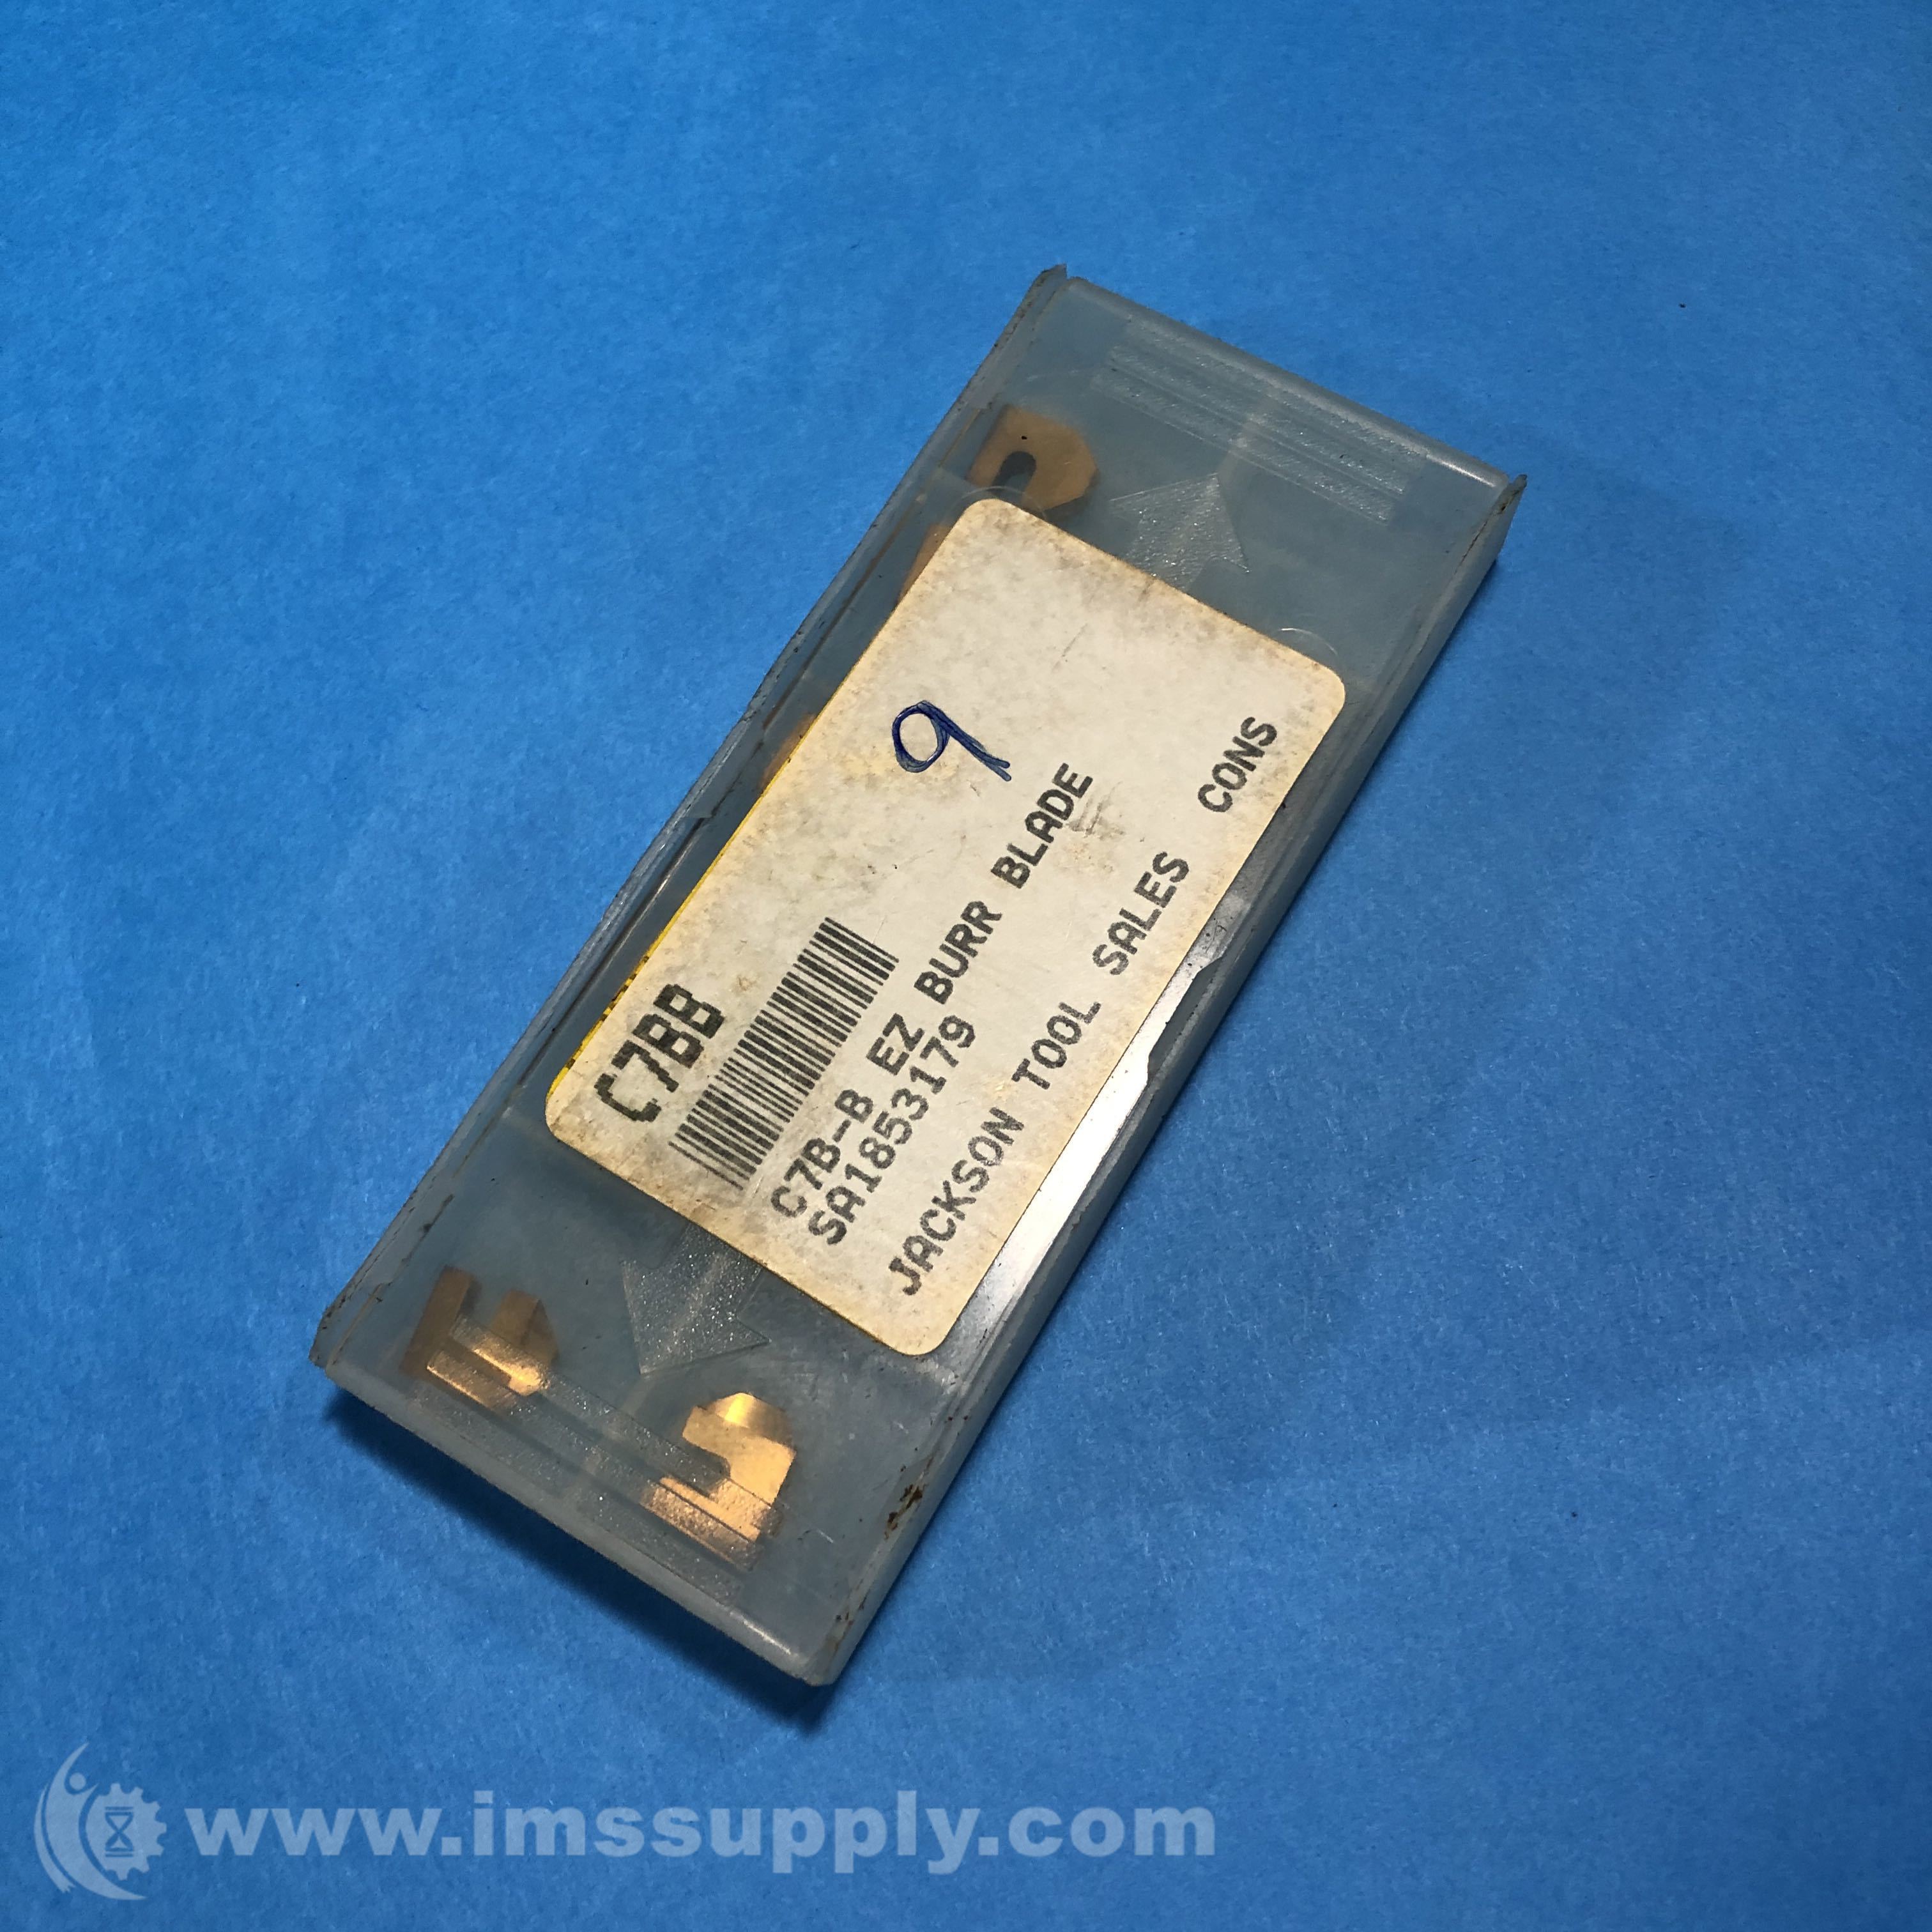 9
C7BB
C7B-B EZ BURR BLADE
SA1853179
JACKSON TOOL SALES CONS
www.imssupply.com